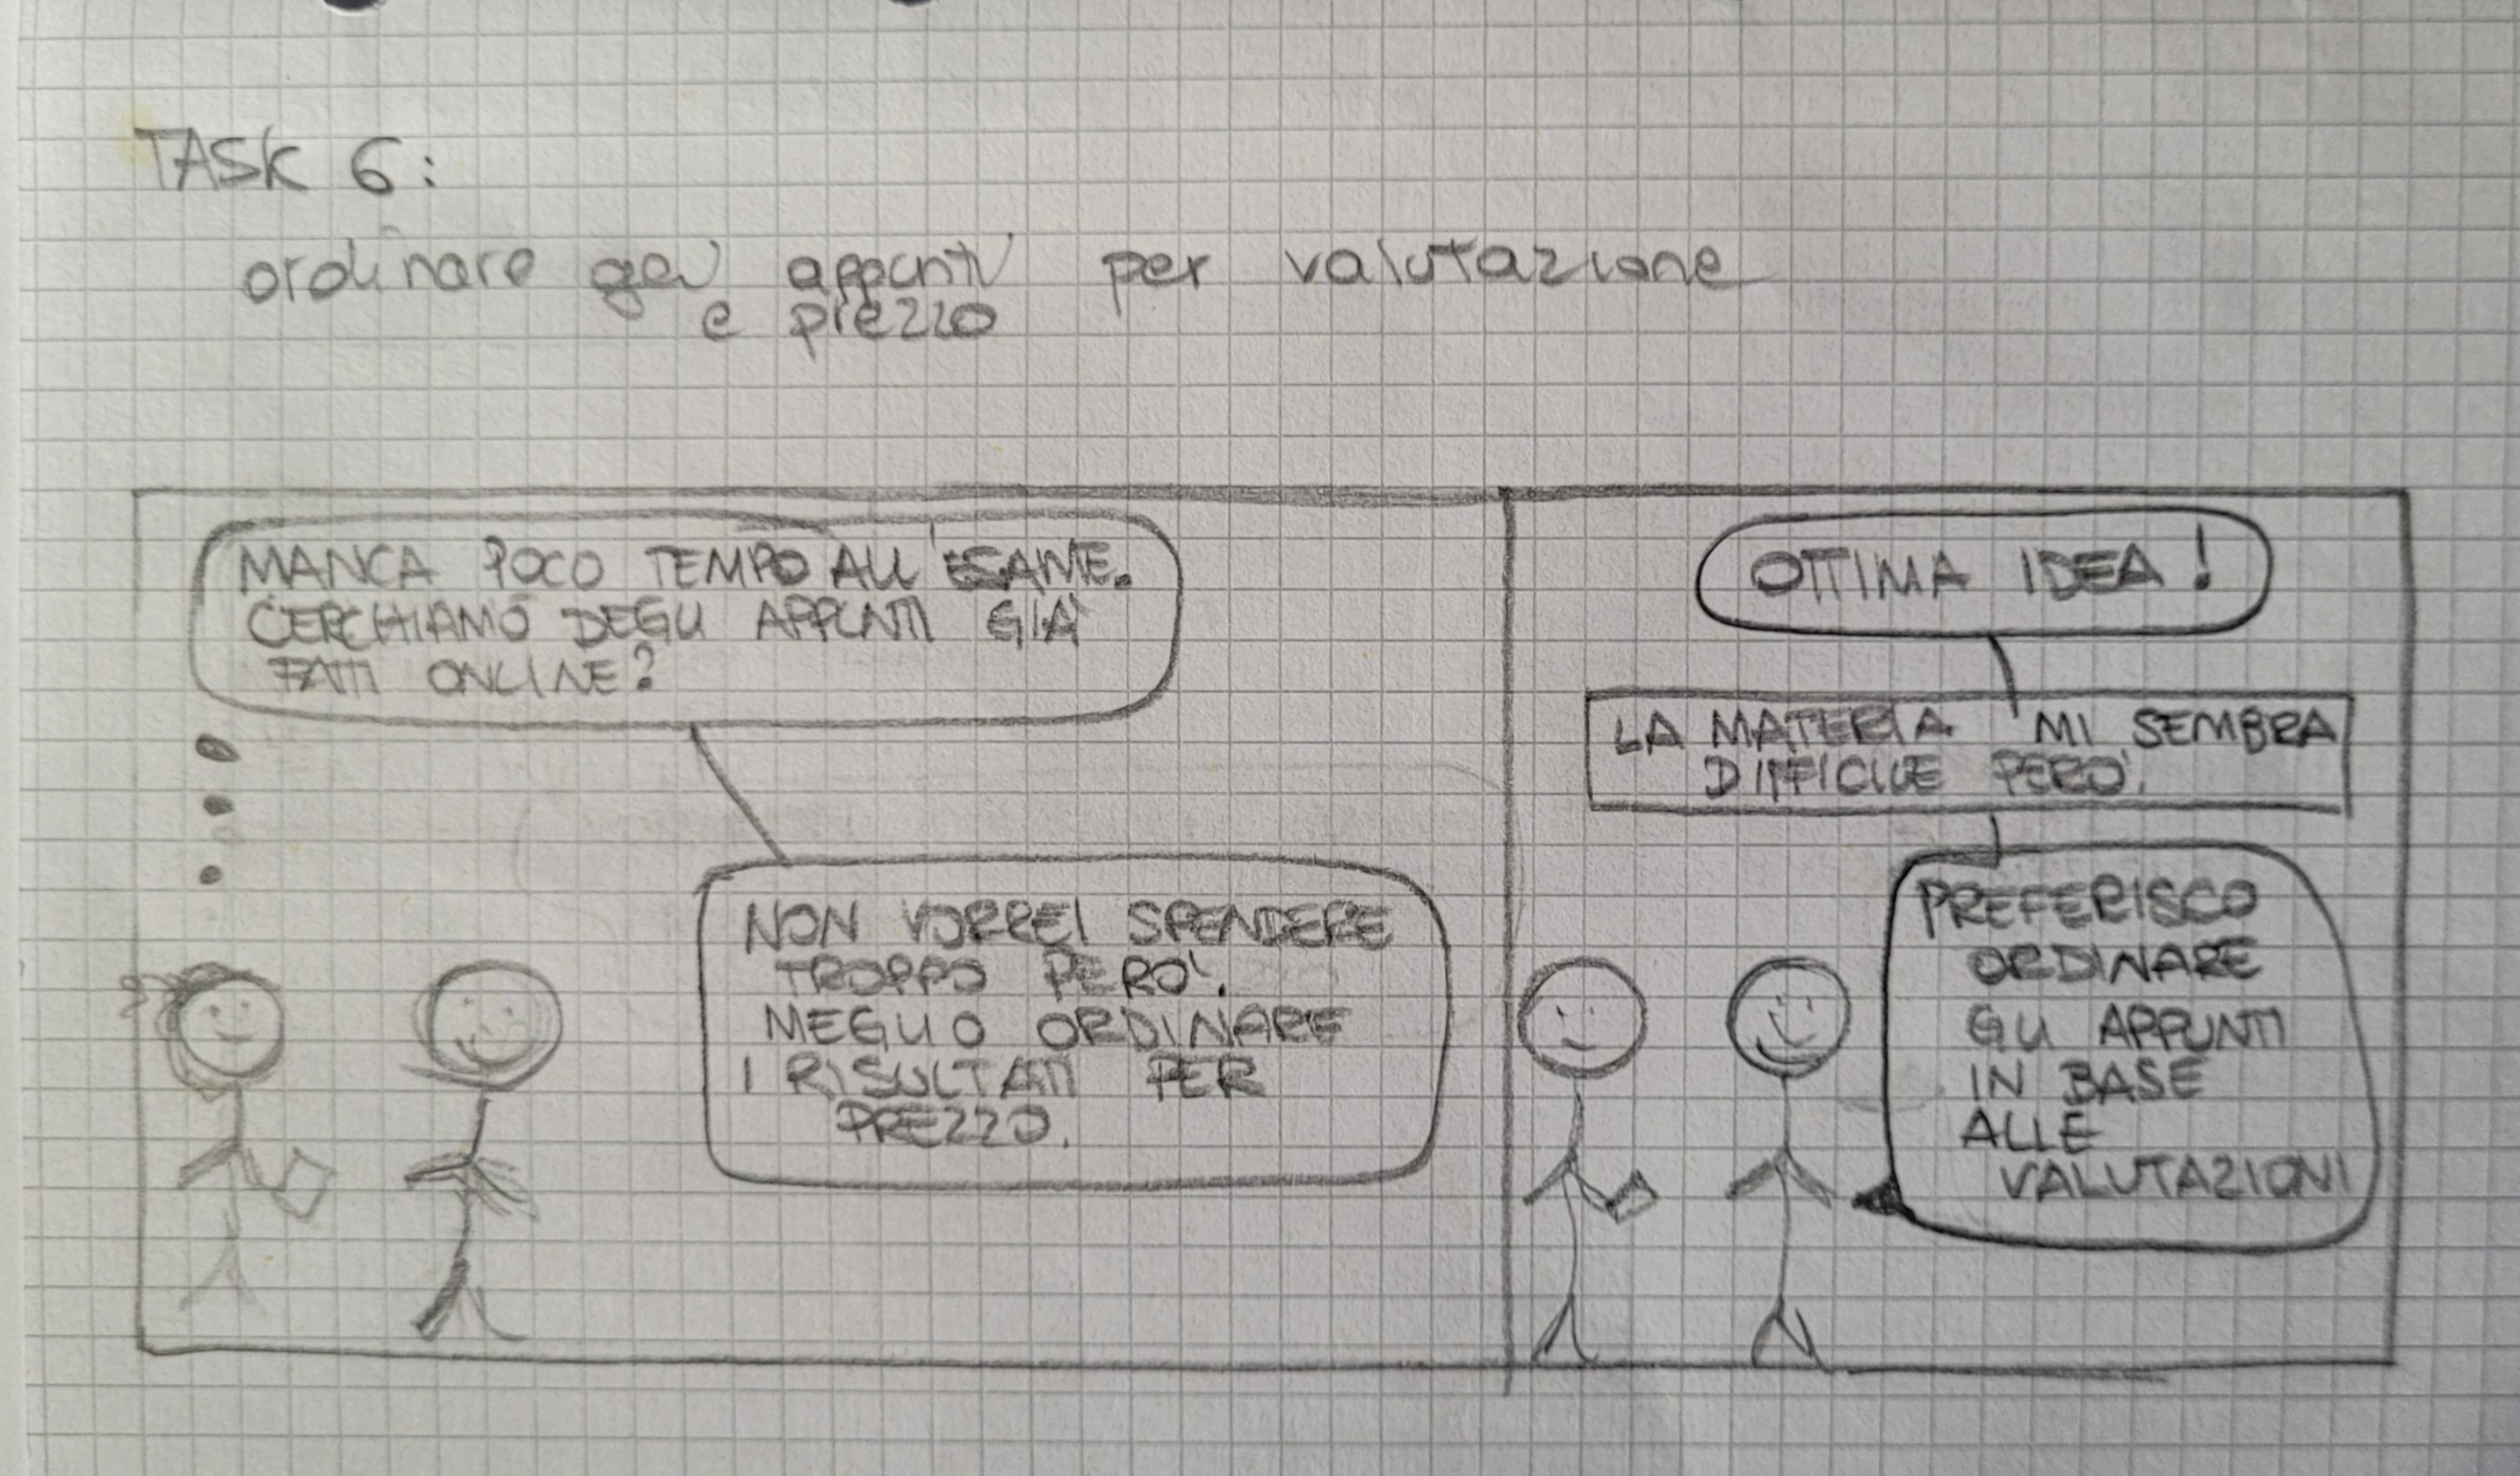 TASK 6:
ordinare gli appunti per valutazione
e prezzo
MANCA POCO TEMPO ALL'ESAME.
CERCHIAMO DEGLI APPUNTI GIÀ
FATTI ONLINE?
NON VORREI SPENDERE
TROPPO PERO'.
MEGLIO ORDINARE
I RISULTATI PER
PREZZO.
OTTIMA IDEA!
LA MATERIA MI SEMBRA
DIFFICILE PERO'.
PREFERISCO
ORDINARE
GLI APPUNTI
IN BASE
ALLE
VALUTAZIONI